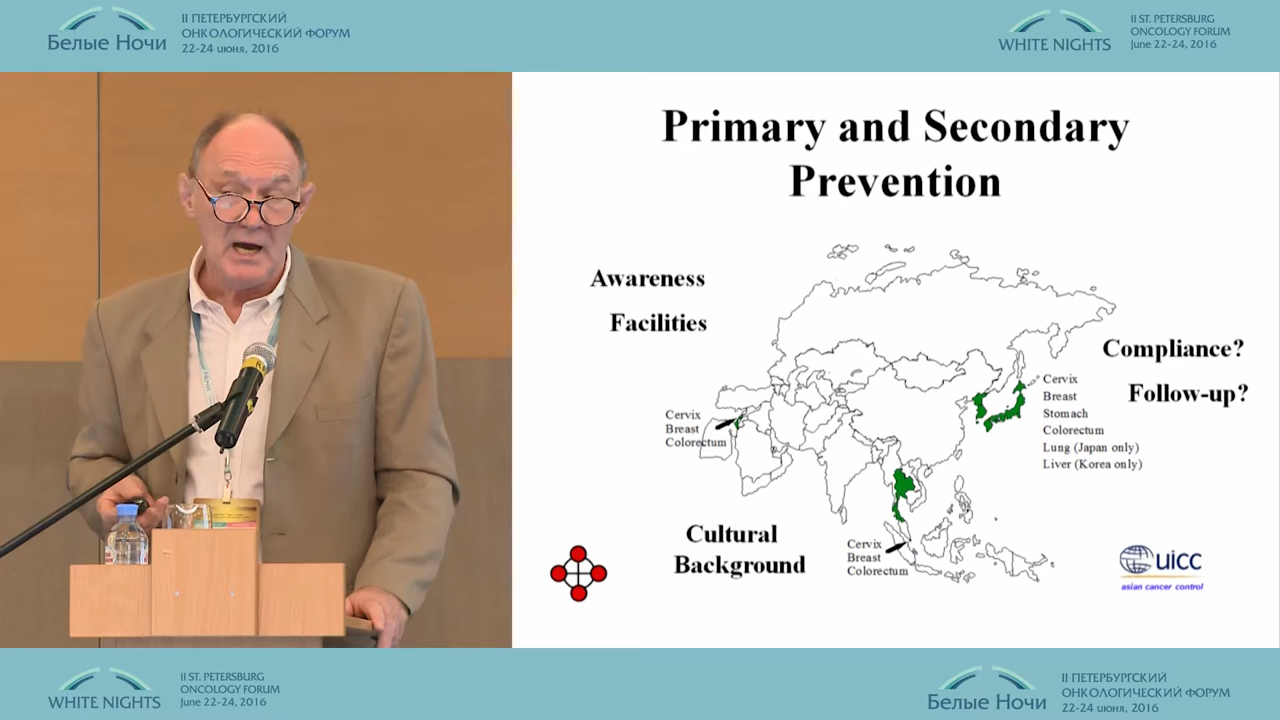 Белые Ночи
II ПЕТЕРБУРГСКИЙ
ОНКОЛОГИЧЕСКИЙ ФОРУМ
22-24 июня, 2016
WHITE NIGHTS
II ST. PETERSBURG
ONCOLOGY FORUM
June 22-24, 2016
Primary and Secondary
Prevention
Awareness
Facilities
Compliance?
Follow-up?
Cervix
Breast
Stomach
Colorectum
Lung (Japan only)
Liver (Korea only)
Cervix
Breast
Colorectum
Cultural
Background
Cervix
Breast
Colorectum
uicc
asian cancer control
WHITE NIGHTS
II ST. PETERSBURG
ONCOLOGY FORUM
June 22-24, 2016
Белые Ночи
II ПЕТЕРБУРГСКИЙ
ОНКОЛОГИЧЕСКИЙ ФОРУМ
22-24 июня, 2016